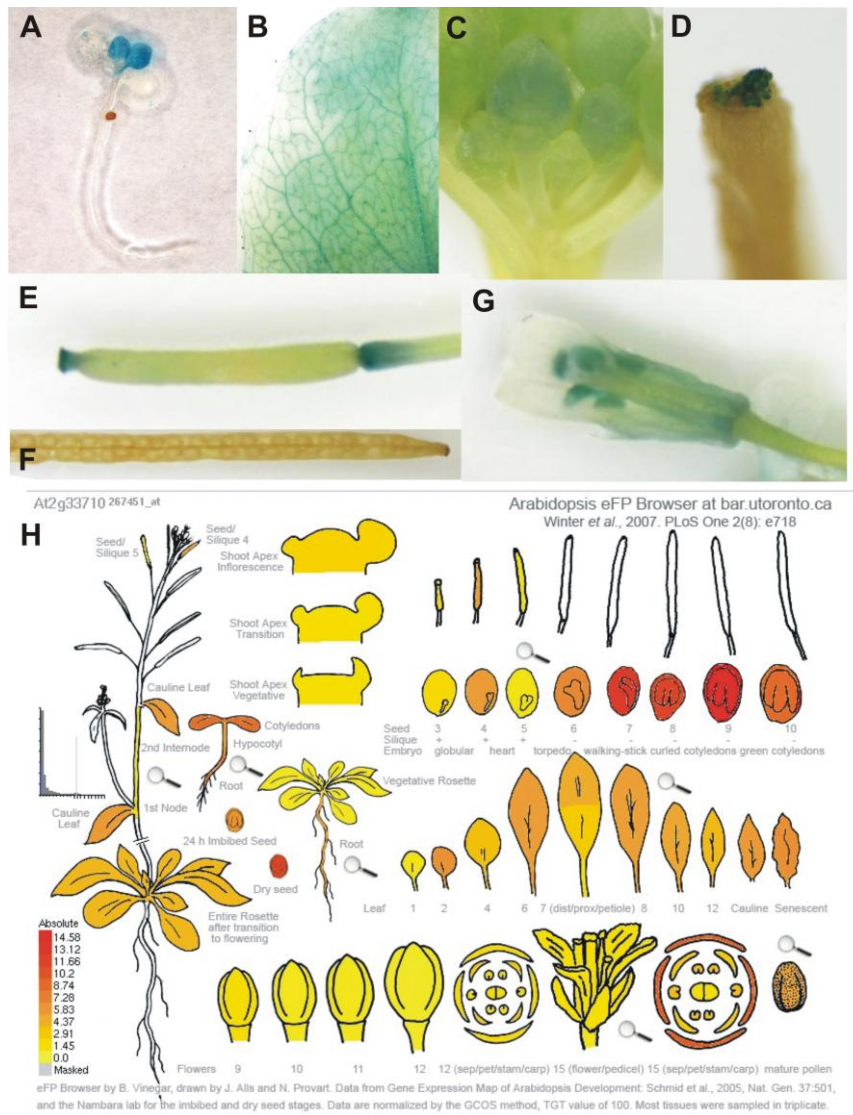 A
B
C
D
E
F
G
At2g33710 267451_at
Arabidopsis eFP Browser at bar.utoronto.ca
Winter et al., 2007. PLoS One 2(8): e718
H
Seed/
Silique 5
Seed/
Silique 4
Shoot Apex
Inflorescence
Shoot Apex
Transition
Shoot Apex
Vegetative
Cauline Leaf
2nd Internode
Cotyledons
Hypocotyl
Root
1st Node
Cauline
Leaf
24 h Imbibed Seed
Dry seed
Vegetative Rosette
Root
Entire Rosette
after transition
to flowering
Seed 3 4 5 6 7 8 9 10
Silique + + + - - - - -
Embryo globular heart torpedo walking-stick curled cotyledons green cotyledons
Leaf 1 2 4 6 7 (dist/prox/petiole) 8 10 12 Cauline Senescent
Absolute
14.58
13.12
11.66
10.2
8.74
7.28
5.83
4.37
2.91
1.45
0.0
Masked
Flowers 9 10 11 12 12 (sep/pet/stam/carp) 15 (flower/pedicel) 15 (sep/pet/stam/carp) mature pollen
eFP Browser by B. Vinegar, drawn by J. Alls and N. Provart. Data from Gene Expression Map of Arabidopsis Development: Schmid et al., 2005, Nat. Gen. 37:501,
and the Nambara lab for the imbibed and dry seed stages. Data are normalized by the GCOS method, TGT value of 100. Most tissues were sampled in triplicate.